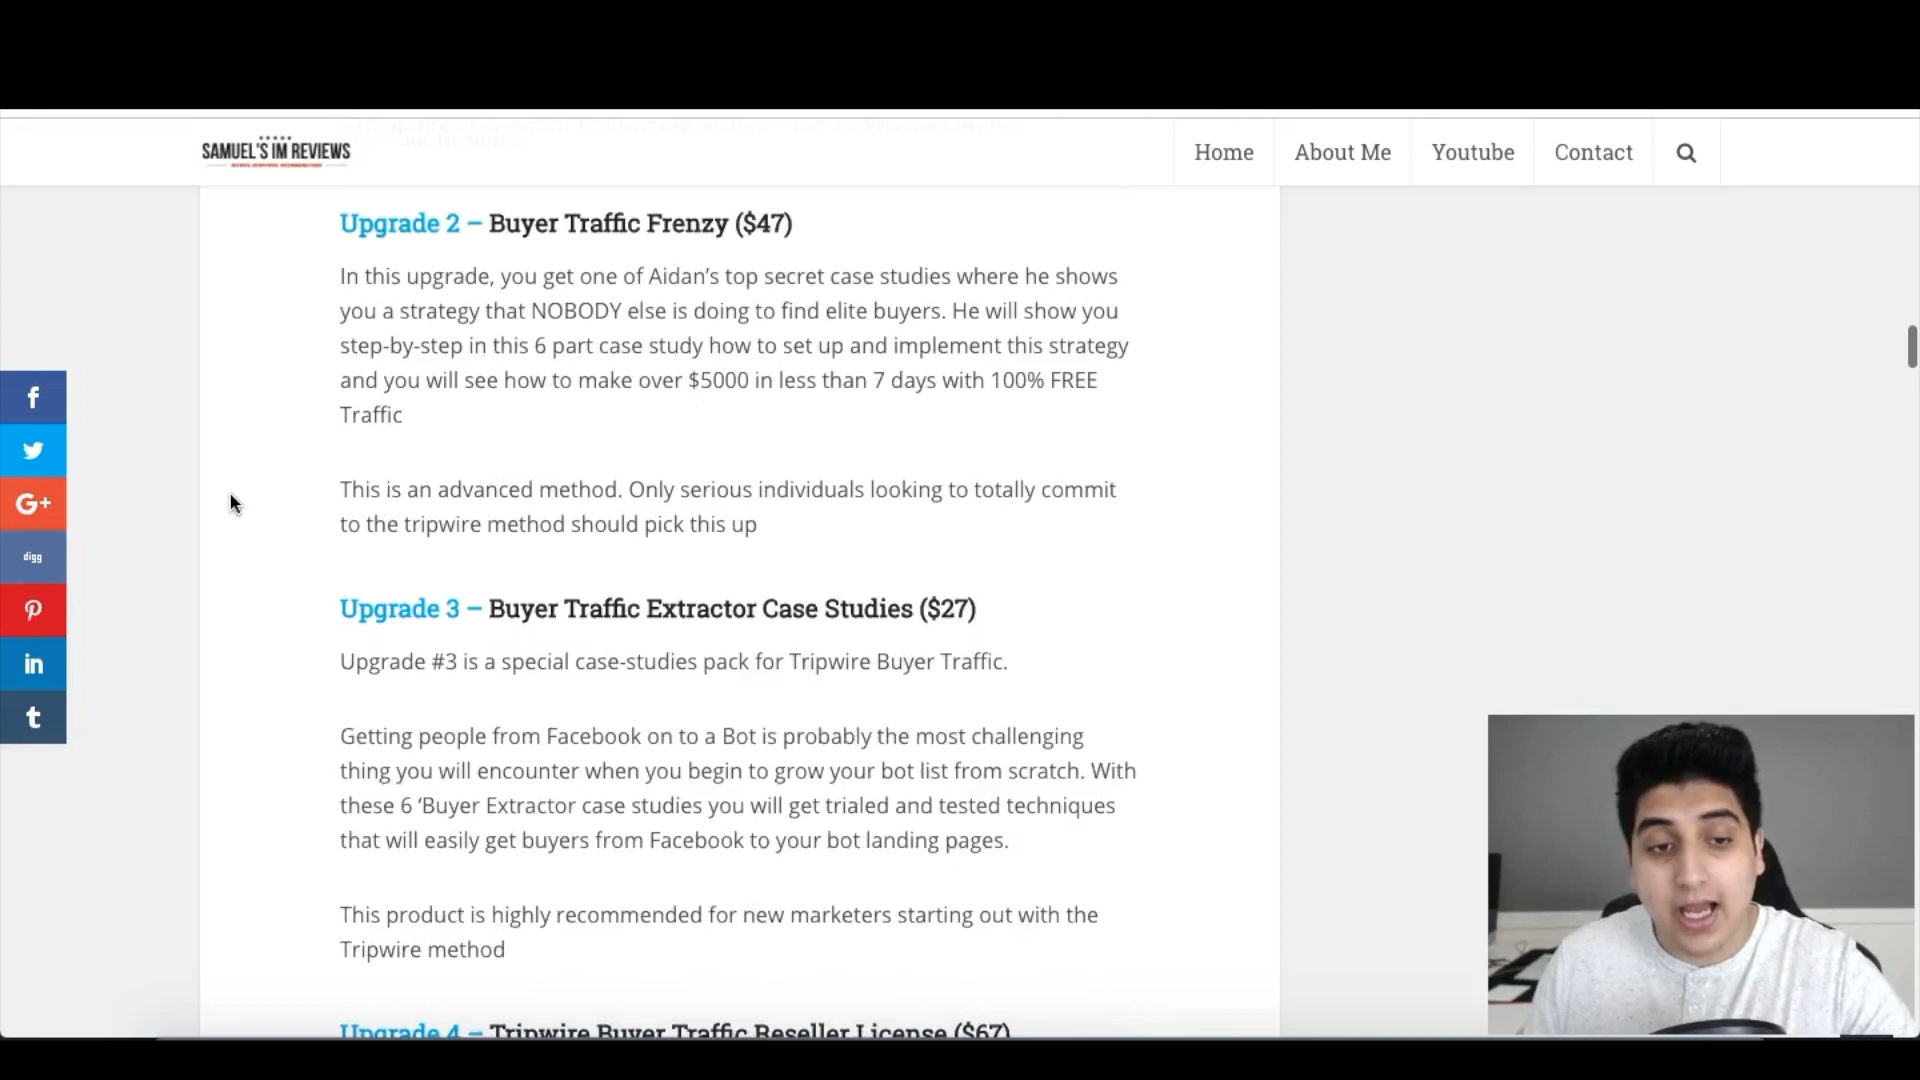 SAMUEL'S IM REVIEWS
Home
About Me
Youtube
Contact
Upgrade 2 – Buyer Traffic Frenzy ($47)
In this upgrade, you get one of Aidan’s top secret case studies where he shows
you a strategy that NOBODY else is doing to find elite buyers. He will show you
step-by-step in this 6 part case study how to set up and implement this strategy
and you will see how to make over $5000 in less than 7 days with 100% FREE
Traffic
This is an advanced method. Only serious individuals looking to totally commit
to the tripwire method should pick this up
Upgrade 3 – Buyer Traffic Extractor Case Studies ($27)
Upgrade #3 is a special case-studies pack for Tripwire Buyer Traffic.
Getting people from Facebook on to a Bot is probably the most challenging
thing you will encounter when you begin to grow your bot list from scratch. With
these 6 ‘Buyer Extractor case studies you will get trialed and tested techniques
that will easily get buyers from Facebook to your bot landing pages.
This product is highly recommended for new marketers starting out with the
Tripwire method
Upgrade 4 – Tripwire Buyer Traffic Reseller License ($67)
f
G+
digg
in
t